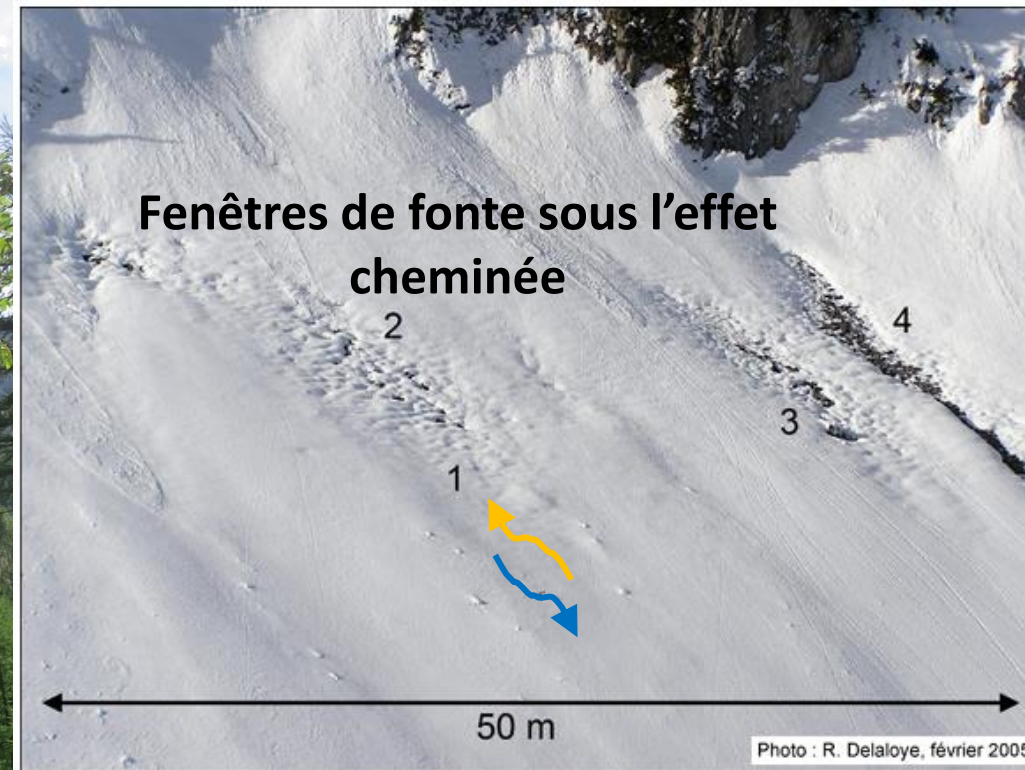 Fenêtres de fonte sous l’effet
cheminée
2
4
3
1
50 m
Photo : R. Delaloye, février 2005